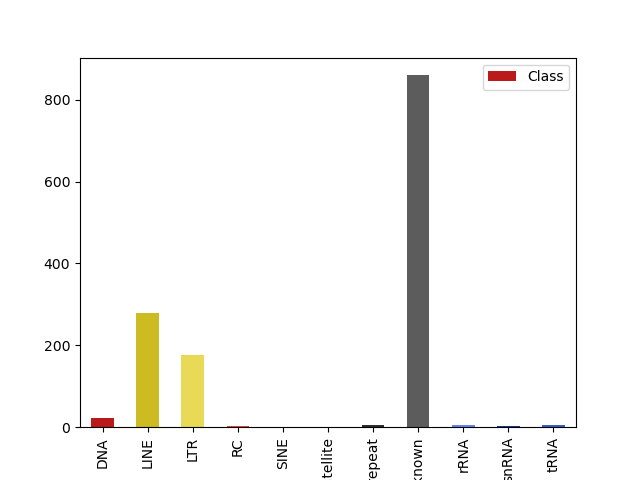 Class
800
600
400
200
0
DNA
LINE
LTR
RC
SINE
tellite
repeat
known
rRNA
snRNA
tRNA